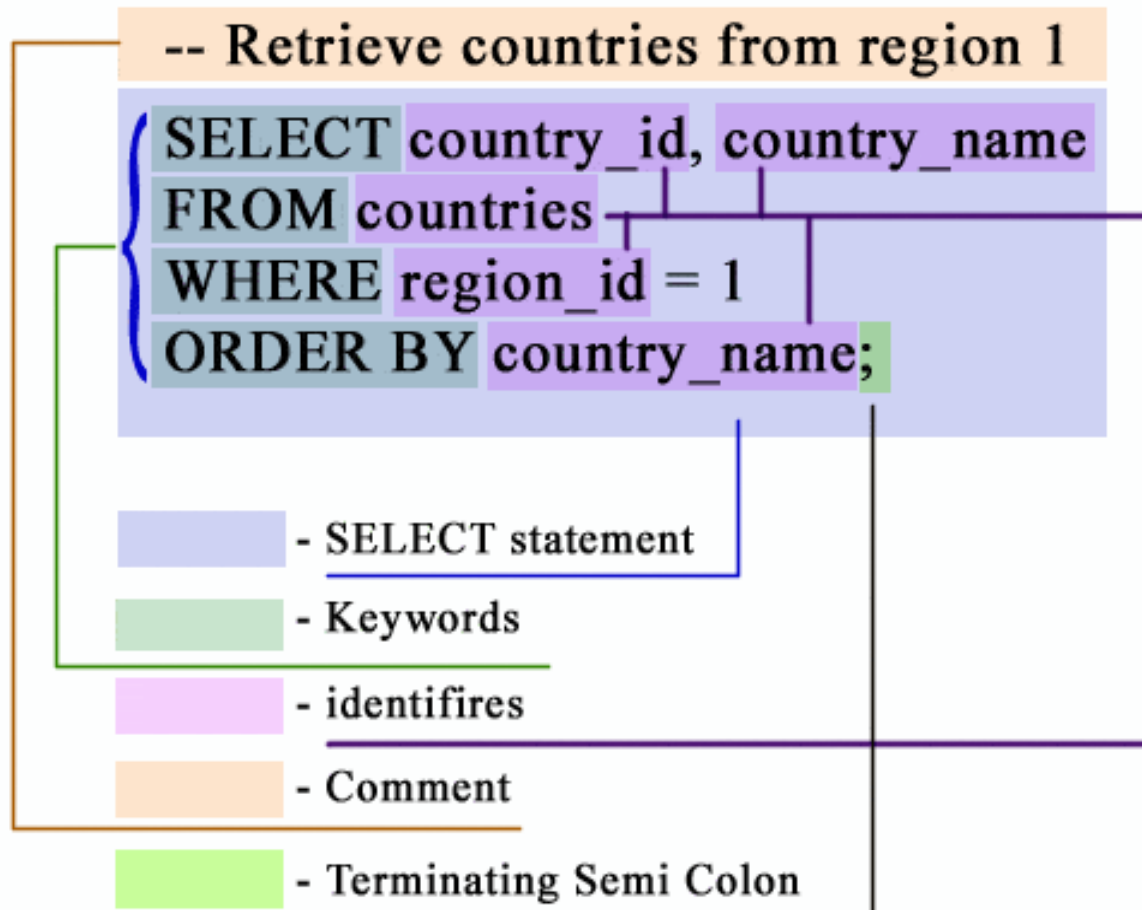 -- Retrieve countries from region 1
SELECT country_id, country_name
FROM countries
WHERE region_id = 1
ORDER BY country_name;
- SELECT statement
- Keywords
- identifires
- Comment
- Terminating Semi Colon